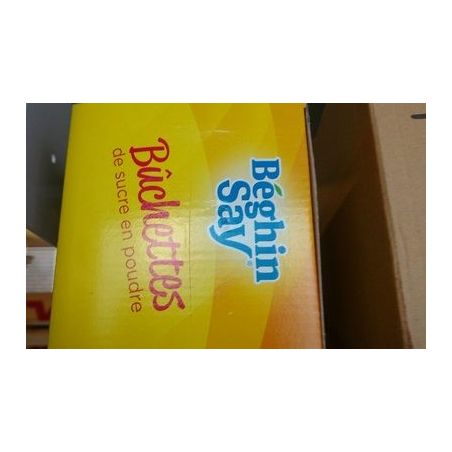 Béghin
Say
Bûchettes
de sucre en poudre